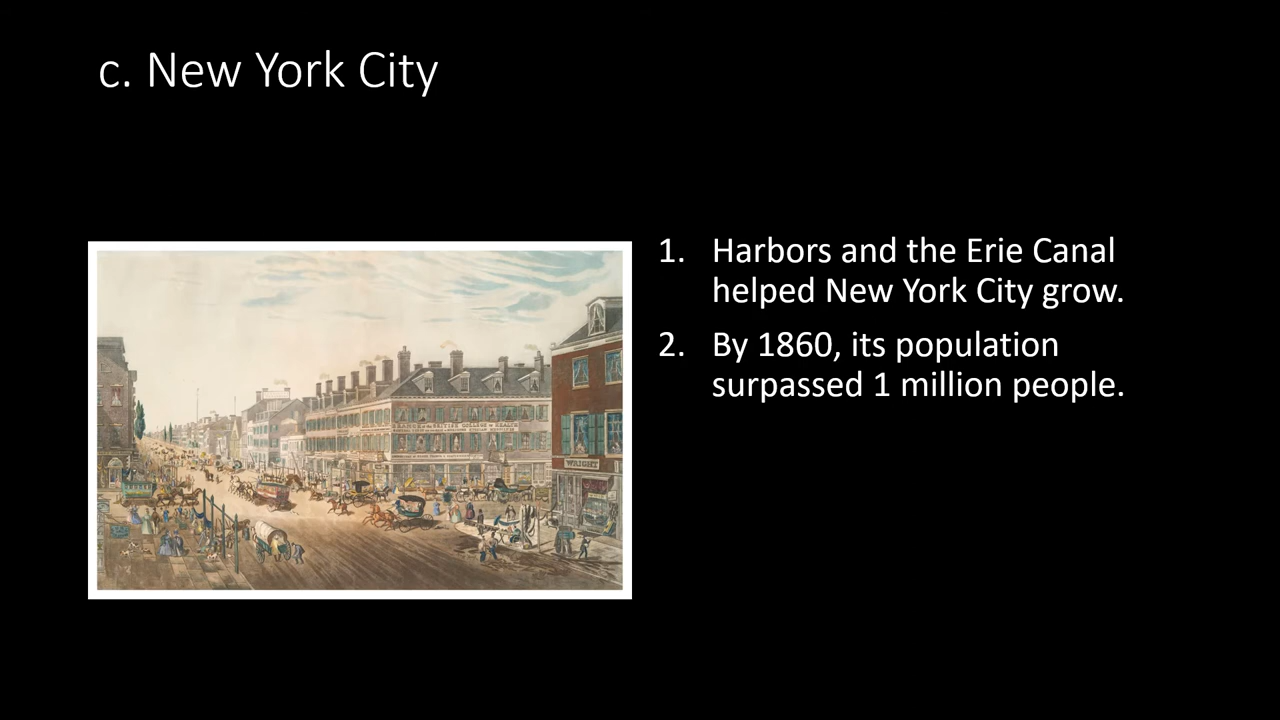 c. New York City
1. Harbors and the Erie Canal
helped New York City grow.
2. By 1860, its population
surpassed 1 million people.
WRIGHT